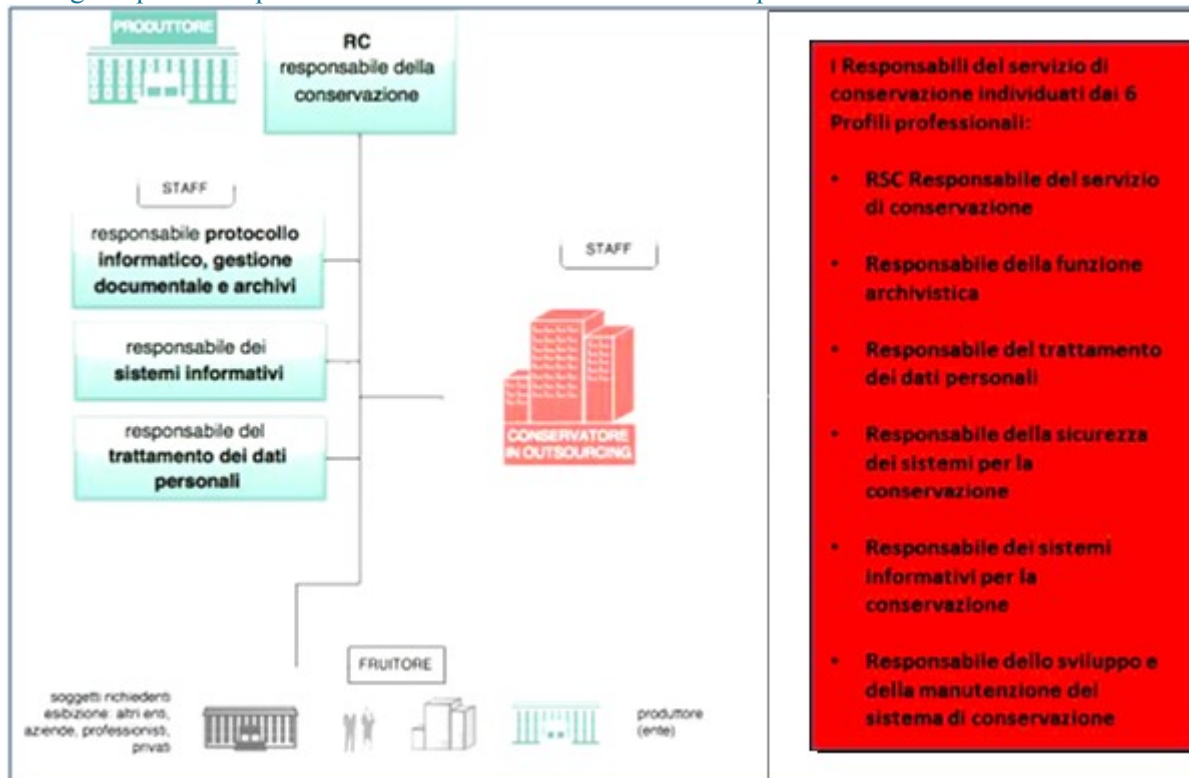 PRODUTTORE
RC
responsabile della
conservazione
STAFF
responsabile protocollo
informatico, gestione
documentale e archivi
responsabile dei
sistemi informativi
responsabile del
trattamento dei dati
personali
STAFF
CONSERVATORE
IN OUTSOURCING
FRUITORE
soggetti richiedenti
esibizione: altri enti,
aziende, professionisti,
privati
produttore
(ente)
I Responsabili del servizio di
conservazione individuati dai 6
Profili professionali:
• RSC Responsabile del servizio
di conservazione
• Responsabile della funzione
archivistica
• Responsabile del trattamento
dei dati personali
• Responsabile della sicurezza
dei sistemi per la
conservazione
• Responsabile dei sistemi
informativi per la
conservazione
• Responsabile dello sviluppo e
della manutenzione del
sistema di conservazione